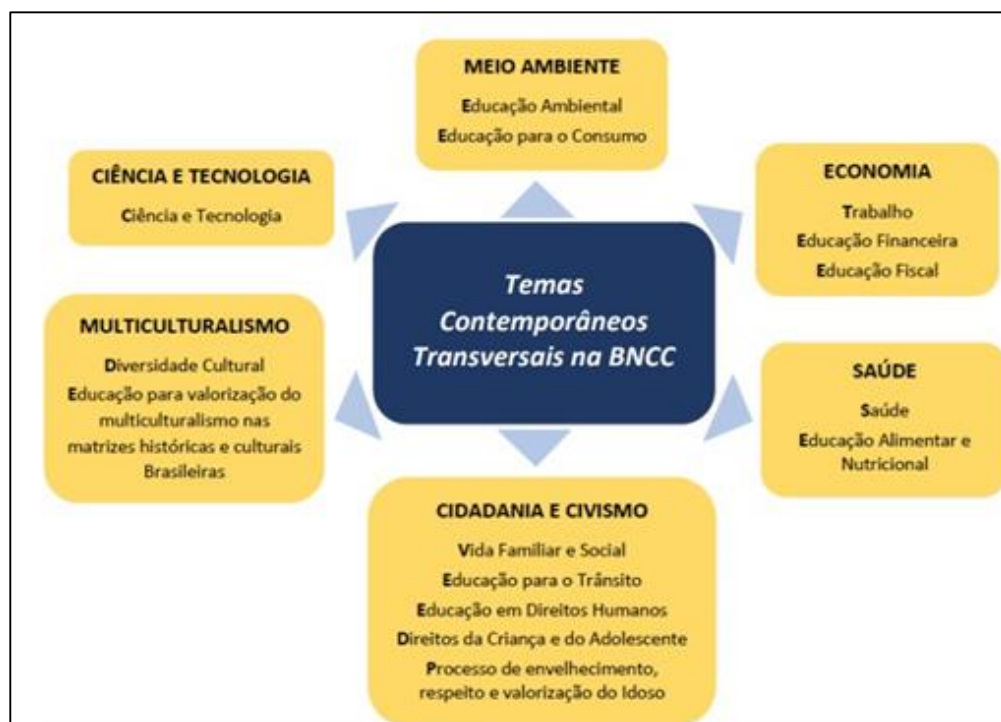 MEIO AMBIENTE
Educação Ambiental
Educação para o Consumo
CIÊNCIA E TECNOLOGIA
Ciência e Tecnologia
ECONOMIA
Trabalho
Educação Financeira
Educação Fiscal
Temas
Contemporâneos
Transversais na BNCC
MULTICULTURALISMO
Diversidade Cultural
Educação para valorização do
multiculturalismo nas
matrizes históricas e culturais
Brasileiras
SAÚDE
Saúde
Educação Alimentar e
Nutricional
CIDADANIA E CIVISMO
Vida Familiar e Social
Educação para o Trânsito
Educação em Direitos Humanos
Direitos da Criança e do Adolescente
Processo de envelhecimento,
respeito e valorização do Idoso